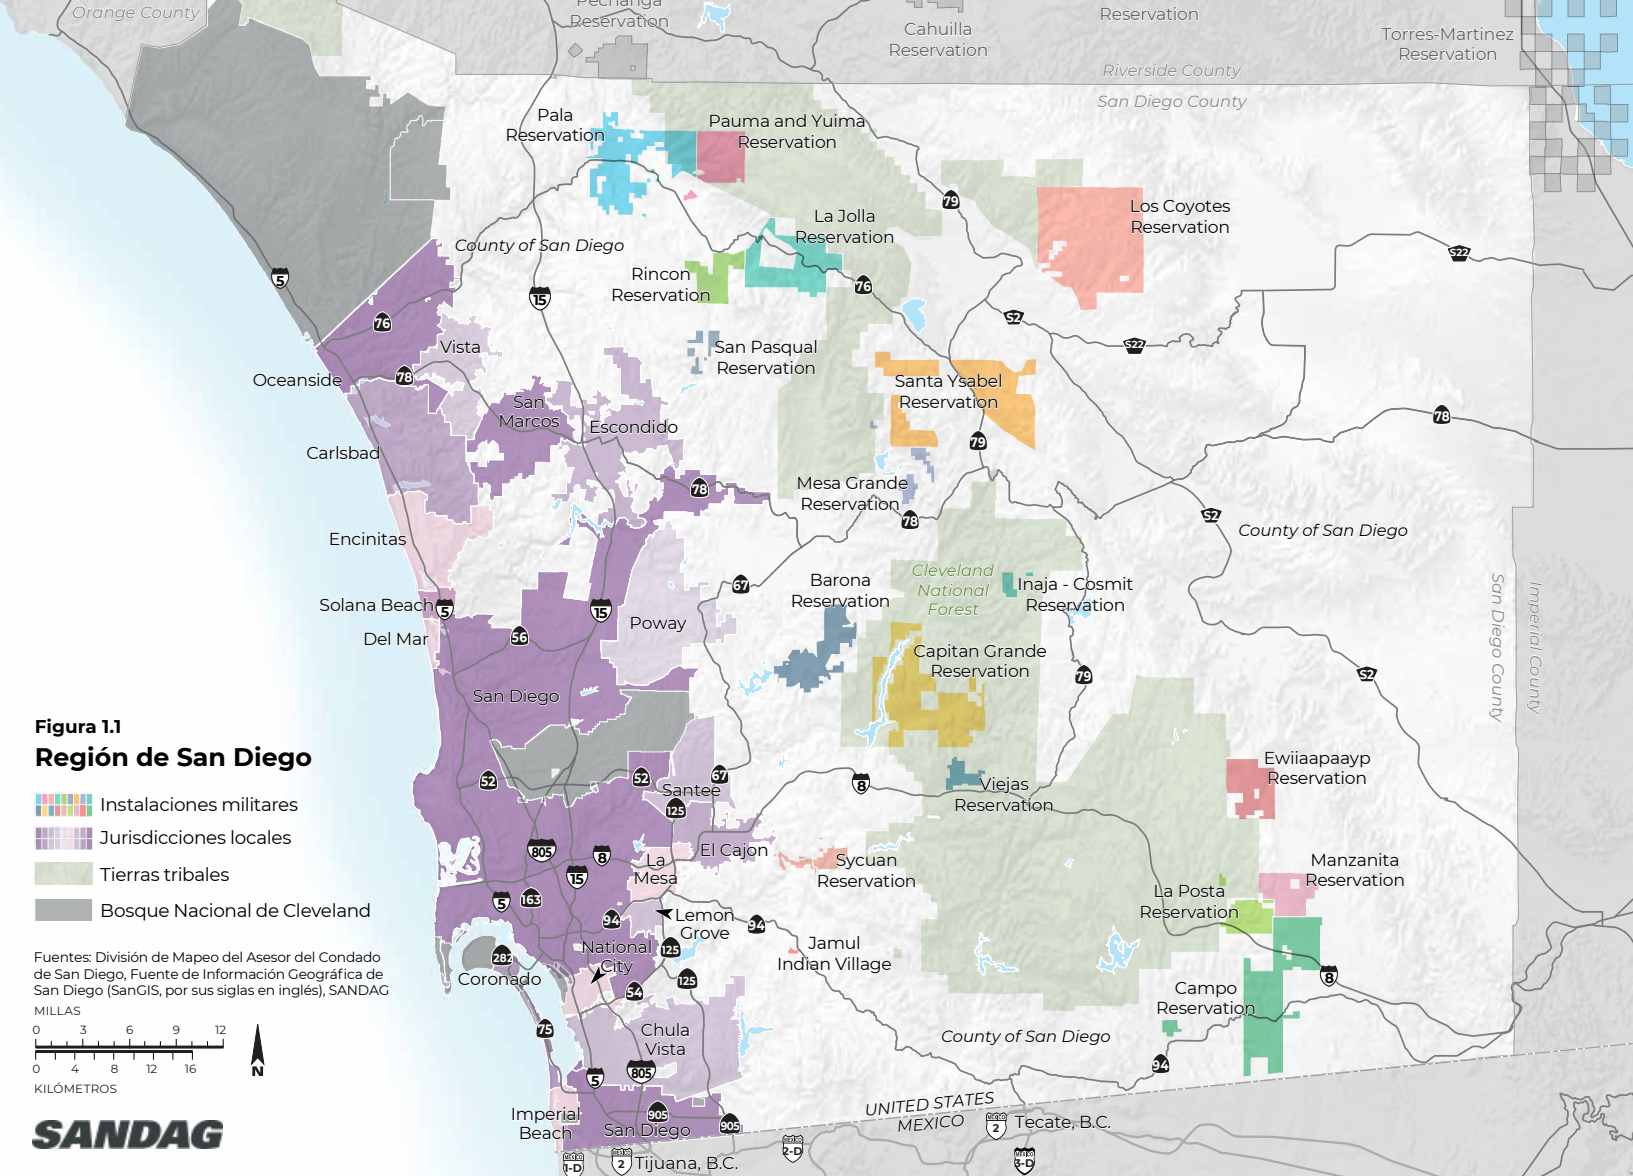 Orange County
Pechanga
Reservation
Cahuilla
Reservation
Reservation
Torres-Martinez
Reservation
Riverside County
San Diego County
Pala
Reservation
Pauma and Yuima
Reservation
79
Los Coyotes
Reservation
La Jolla
Reservation
County of San Diego
S22
5
Rincon
Reservation
76
15
76
S2
S22
Vista
San Pasqual
Reservation
Oceanside
78
Santa Ysabel
Reservation
San
Marcos
78
Escondido
79
Carlsbad
Mesa Grande
Reservation
78
78
S2
County of San Diego
Encinitas
Cleveland
National
Forest
Barona
Reservation
67
Inaja - Cosmit
Reservation
San Diego County
Imperial County
Solana Beach
5
15
Del Mar
56
Poway
Capitan Grande
Reservation
79
S2
San Diego
Figura 1.1
Región de San Diego
Instalaciones militares
Jurisdicciones locales
Tierras tribales
Bosque Nacional de Cleveland
Ewiiaapaayp
Reservation
52
52
67
8
Viejas
Reservation
Santee
125
805
8
El Cajon
La
Mesa
Sycuan
Reservation
Manzanita
Reservation
15
La Posta
Reservation
5
163
94
Lemon
Grove
94
National
City
125
Jamul
Indian Village
282
Coronado
125
54
8
Campo
Reservation
75
Chula
Vista
County of San Diego
94
5
805
Imperial
Beach
905
San Diego
905
UNITED STATES
MEXICO
MEXICO
2
Tecate, B.C.
MEXICO
2-D
MEXICO
1-D
MEXICO
2
Tijuana, B.C.
MEXICO
3-D
Fuentes: División de Mapeo del Asesor del Condado
de San Diego, Fuente de Información Geográfica de
San Diego (SanGIS, por sus siglas en inglés), SANDAG
MILLAS
0 3 6 9 12
0 4 8 12 16
KILÓMETROS
N
SANDAG